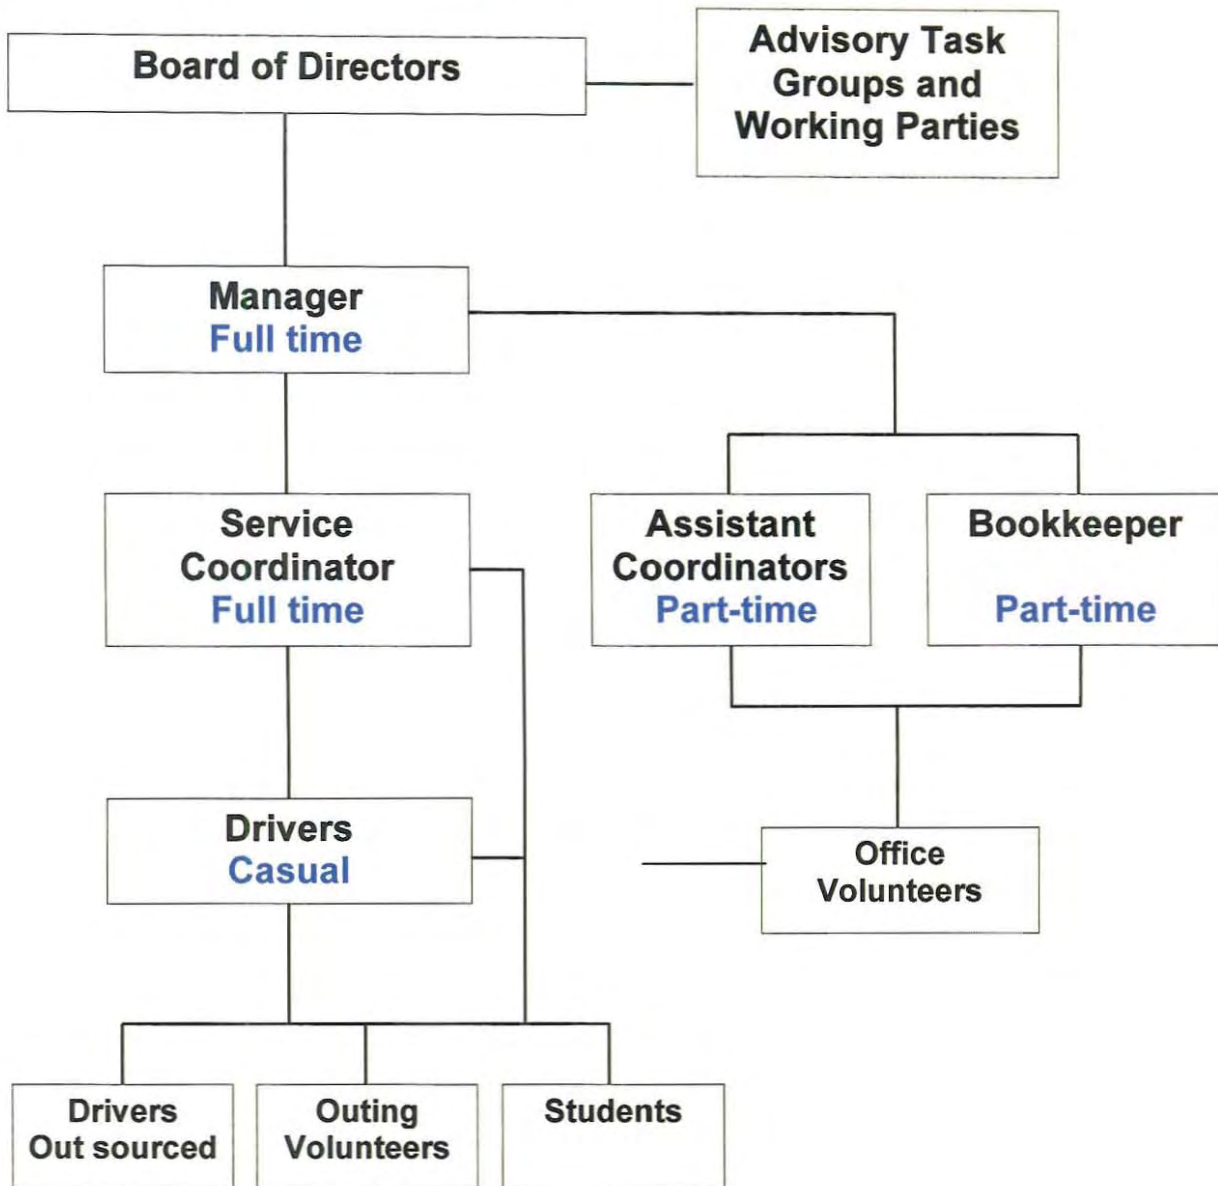 Board of Directors
Advisory Task
Groups and
Working Parties
Manager
Full time
Service
Coordinator
Full time
Assistant
Coordinators
Part-time
Bookkeeper
Part-time
Drivers
Casual
Office
Volunteers
Drivers
Out sourced
Outing
Volunteers
Students